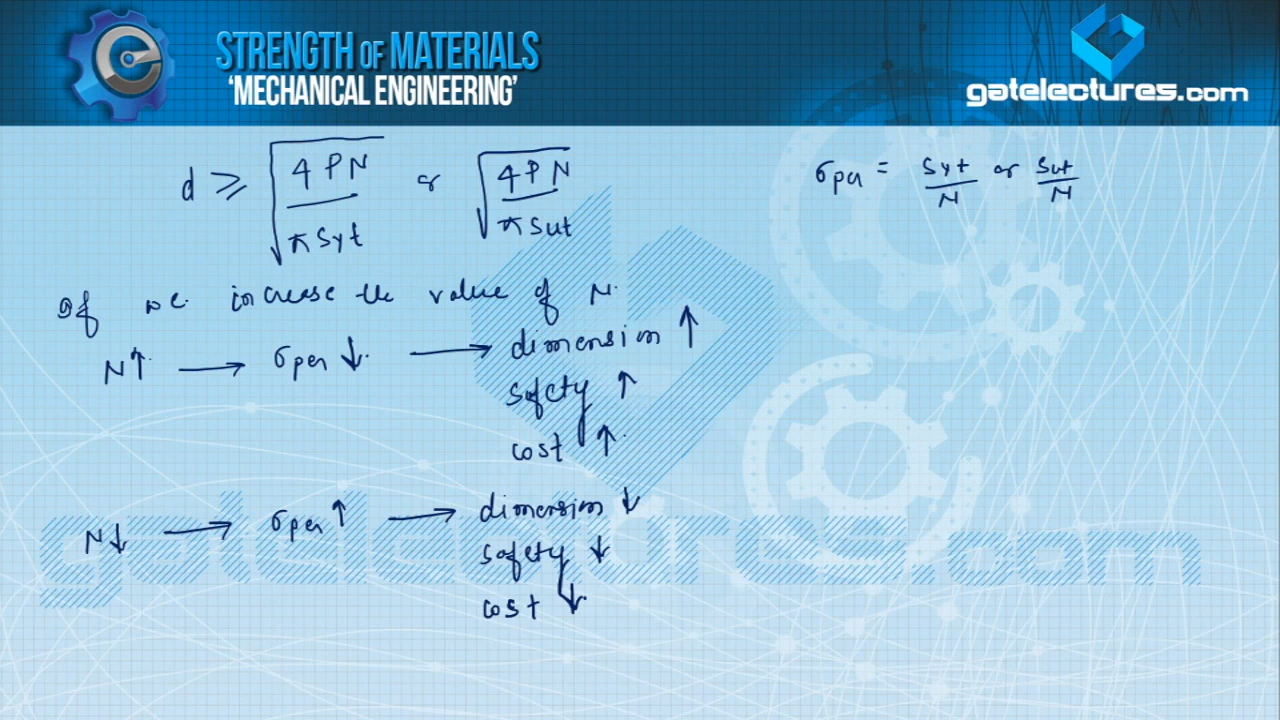 STRENGTH OF MATERIALS
'MECHANICAL ENGINEERING'
gatelectures.com
d ≥ √(4PN / πSyt) or √(4PN / πSut)
σper = Syt/N or Sut/N
If we increase the value of N.
N↑ → σper ↓ → dimension ↑
safety ↑
cost ↑
N↓ → σper ↑ → dimension ↓
safety ↓
cost ↓
gatelectures.com